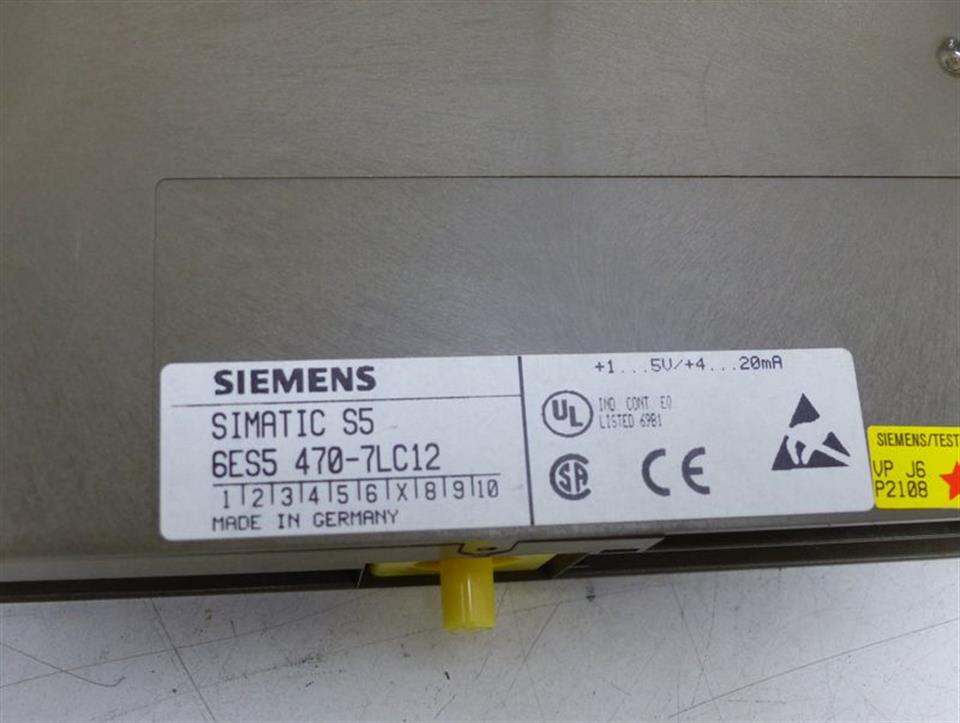 SIEMENS
SIMATIC S5
6ES5 470-7LC12
1|2|3|4|5|6|X|8|9|10
MADE IN GERMANY
+1...5V/+4...20mA
UL
IND. CONT. EQ
LISTED 69B1
SA
CE
SIEMENS/TEST
VP J6
P2108